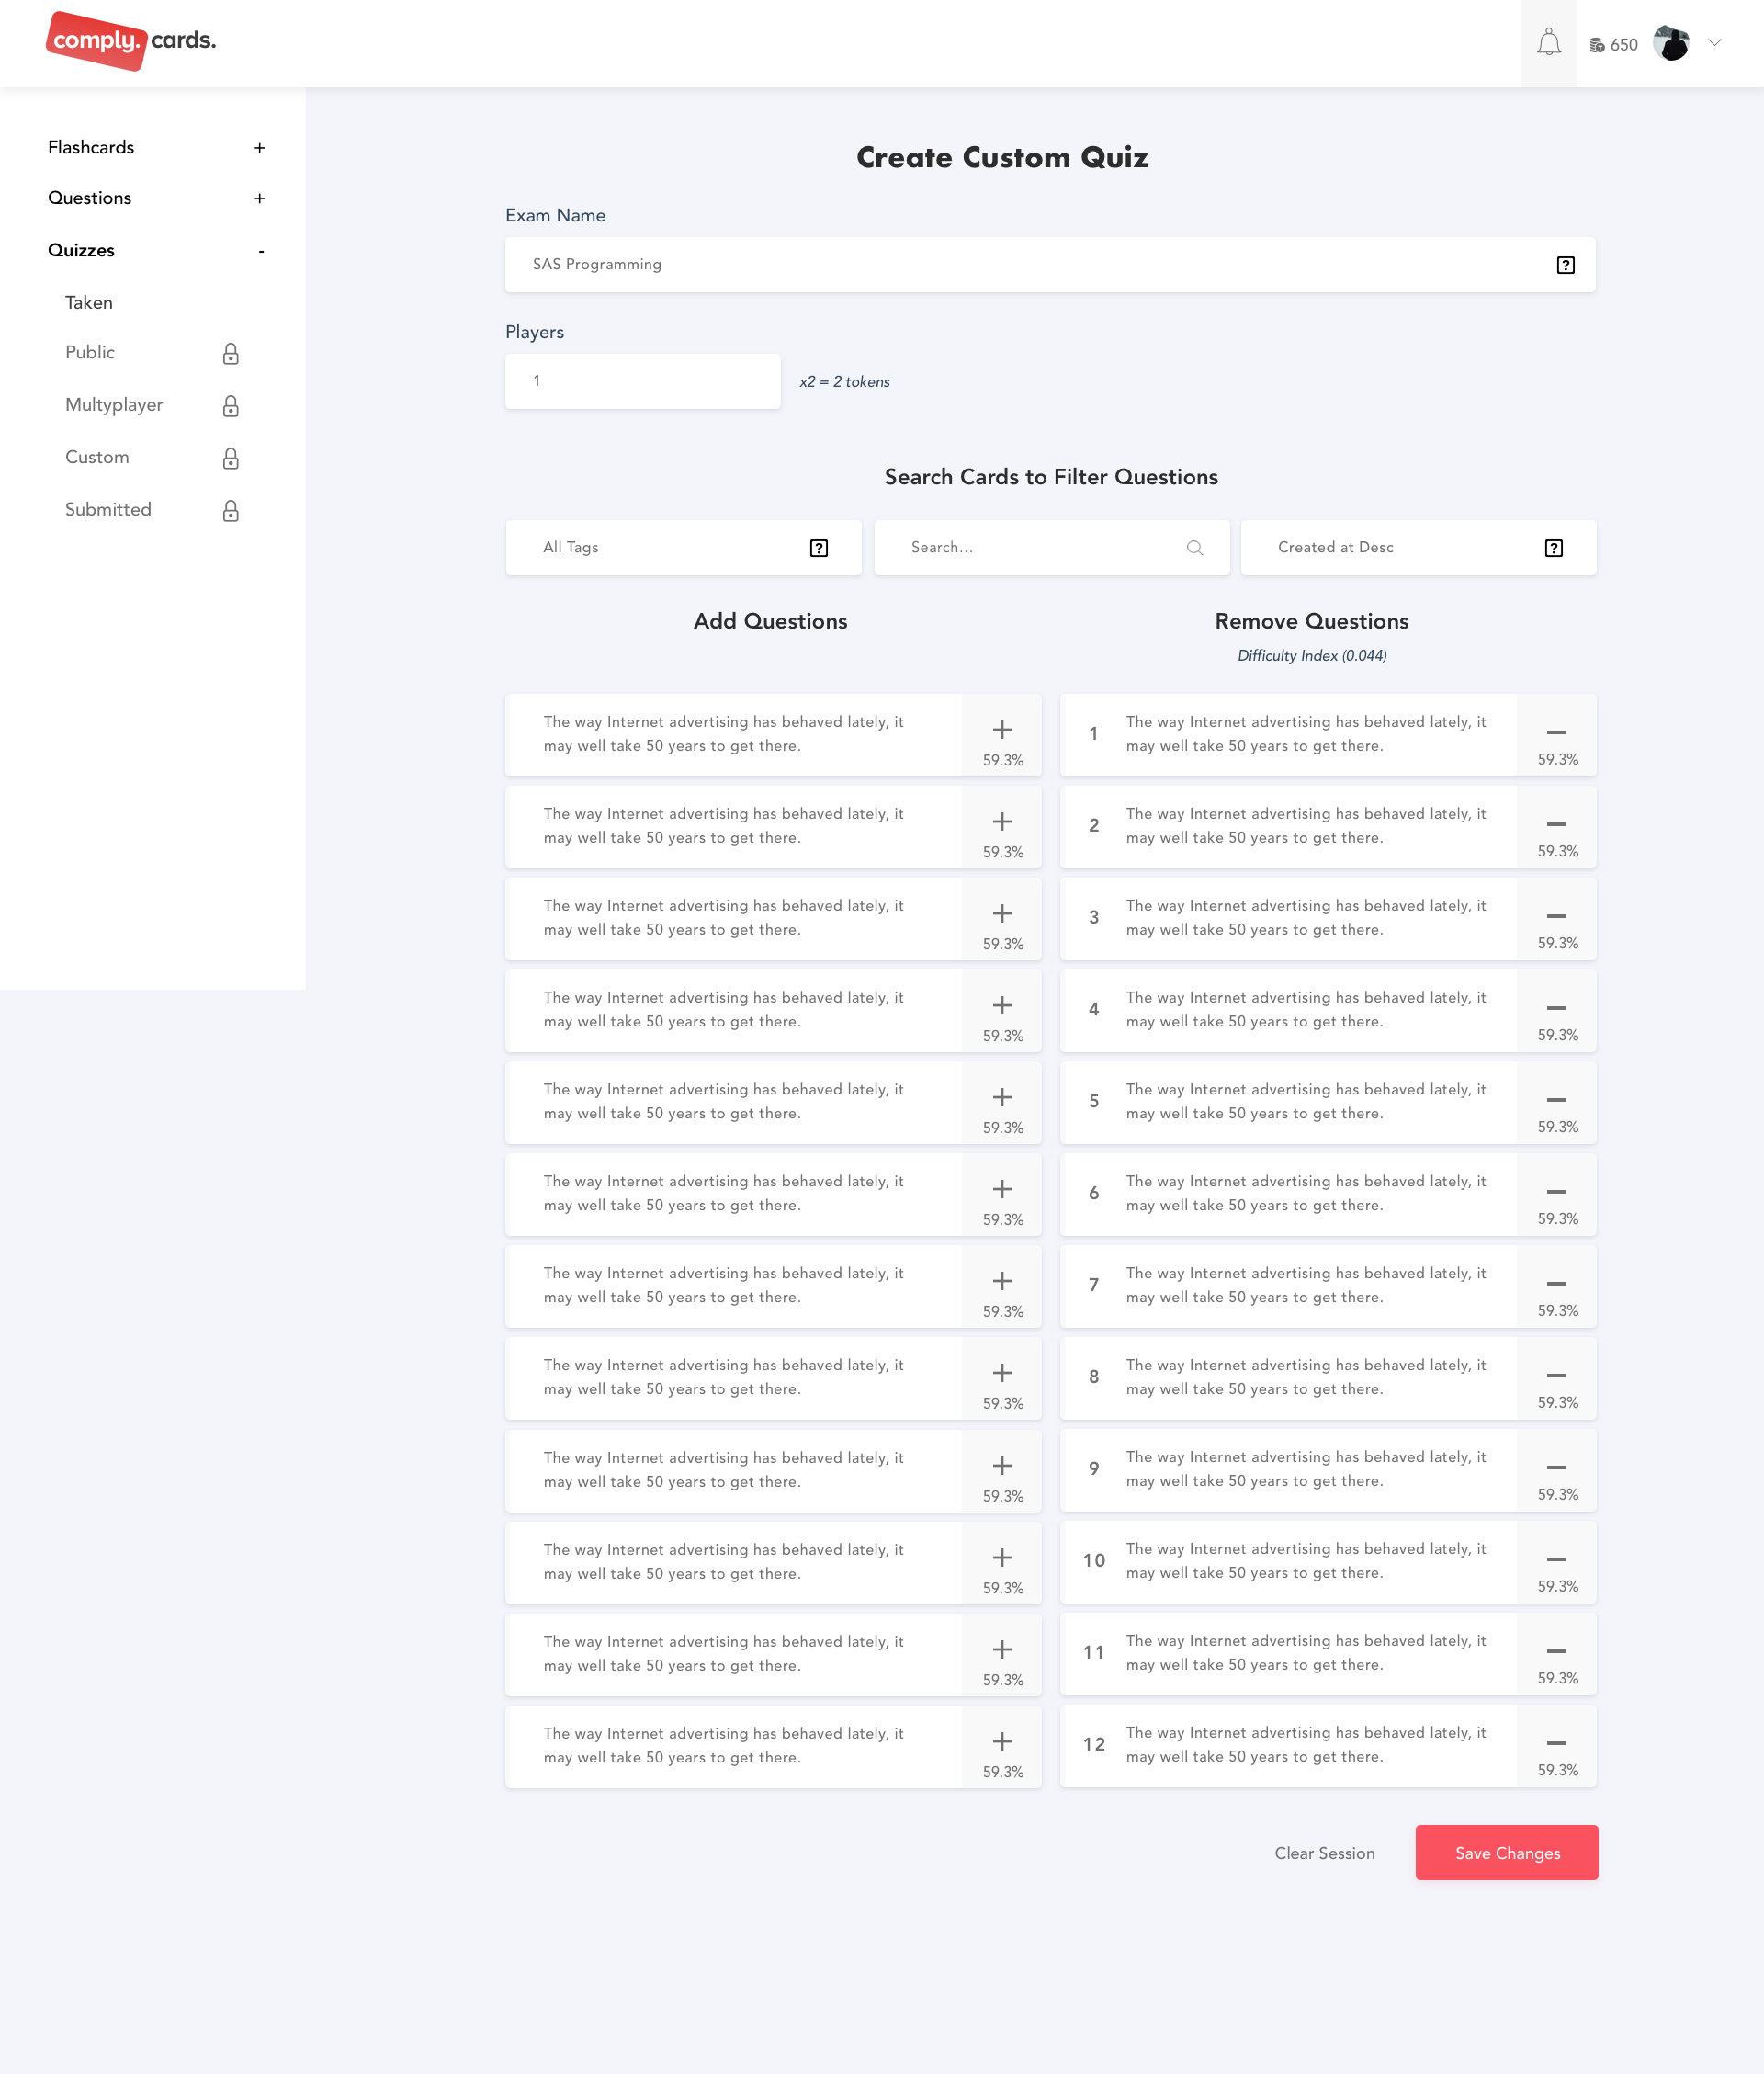 comply. cards.
650
Flashcards +
Questions +
Quizzes -
Taken
Public
Multyplayer
Custom
Submitted
Create Custom Quiz
Exam Name
SAS Programming
Players
1
x2 = 2 tokens
Search Cards to Filter Questions
All Tags
Search...
Created at Desc
Add Questions
The way Internet advertising has behaved lately, it
may well take 50 years to get there.
59.3%
The way Internet advertising has behaved lately, it
may well take 50 years to get there.
59.3%
The way Internet advertising has behaved lately, it
may well take 50 years to get there.
59.3%
The way Internet advertising has behaved lately, it
may well take 50 years to get there.
59.3%
The way Internet advertising has behaved lately, it
may well take 50 years to get there.
59.3%
The way Internet advertising has behaved lately, it
may well take 50 years to get there.
59.3%
The way Internet advertising has behaved lately, it
may well take 50 years to get there.
59.3%
The way Internet advertising has behaved lately, it
may well take 50 years to get there.
59.3%
The way Internet advertising has behaved lately, it
may well take 50 years to get there.
59.3%
The way Internet advertising has behaved lately, it
may well take 50 years to get there.
59.3%
The way Internet advertising has behaved lately, it
may well take 50 years to get there.
59.3%
The way Internet advertising has behaved lately, it
may well take 50 years to get there.
59.3%
Remove Questions
Difficulty Index (0.044)
1
The way Internet advertising has behaved lately, it
may well take 50 years to get there.
59.3%
2
The way Internet advertising has behaved lately, it
may well take 50 years to get there.
59.3%
3
The way Internet advertising has behaved lately, it
may well take 50 years to get there.
59.3%
4
The way Internet advertising has behaved lately, it
may well take 50 years to get there.
59.3%
5
The way Internet advertising has behaved lately, it
may well take 50 years to get there.
59.3%
6
The way Internet advertising has behaved lately, it
may well take 50 years to get there.
59.3%
7
The way Internet advertising has behaved lately, it
may well take 50 years to get there.
59.3%
8
The way Internet advertising has behaved lately, it
may well take 50 years to get there.
59.3%
9
The way Internet advertising has behaved lately, it
may well take 50 years to get there.
59.3%
10
The way Internet advertising has behaved lately, it
may well take 50 years to get there.
59.3%
11
The way Internet advertising has behaved lately, it
may well take 50 years to get there.
59.3%
12
The way Internet advertising has behaved lately, it
may well take 50 years to get there.
59.3%
Clear Session
Save Changes